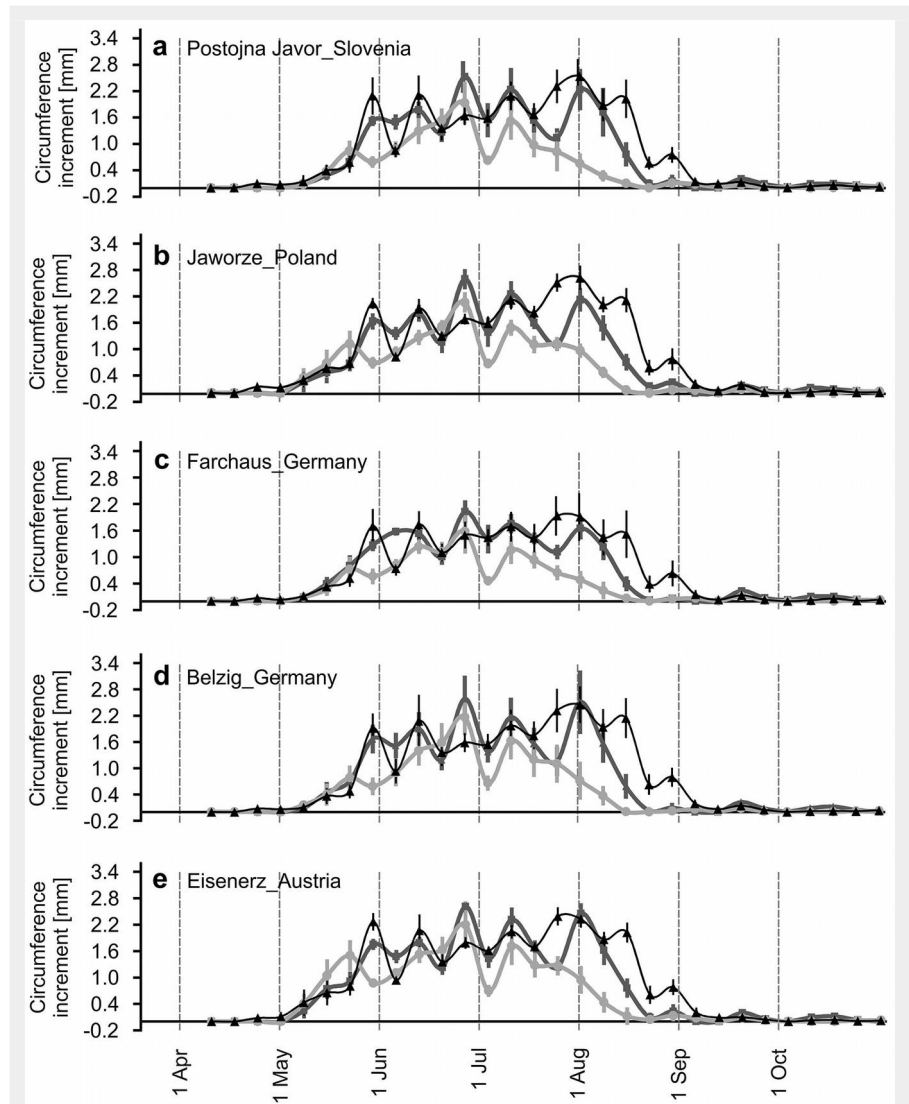 a Postojna Javor_Slovenia
Circumference
increment [mm]
3.4
2.8
2.2
1.6
1.0
0.4
-0.2
b Jaworze_Poland
Circumference
increment [mm]
3.4
2.8
2.2
1.6
1.0
0.4
-0.2
c Farchaus_Germany
Circumference
increment [mm]
3.4
2.8
2.2
1.6
1.0
0.4
-0.2
d Belzig_Germany
Circumference
increment [mm]
3.4
2.8
2.2
1.6
1.0
0.4
-0.2
e Eisenerz_Austria
Circumference
increment [mm]
3.4
2.8
2.2
1.6
1.0
0.4
-0.2
1 Apr
1 May
1 Jun
1 Jul
1 Aug
1 Sep
1 Oct